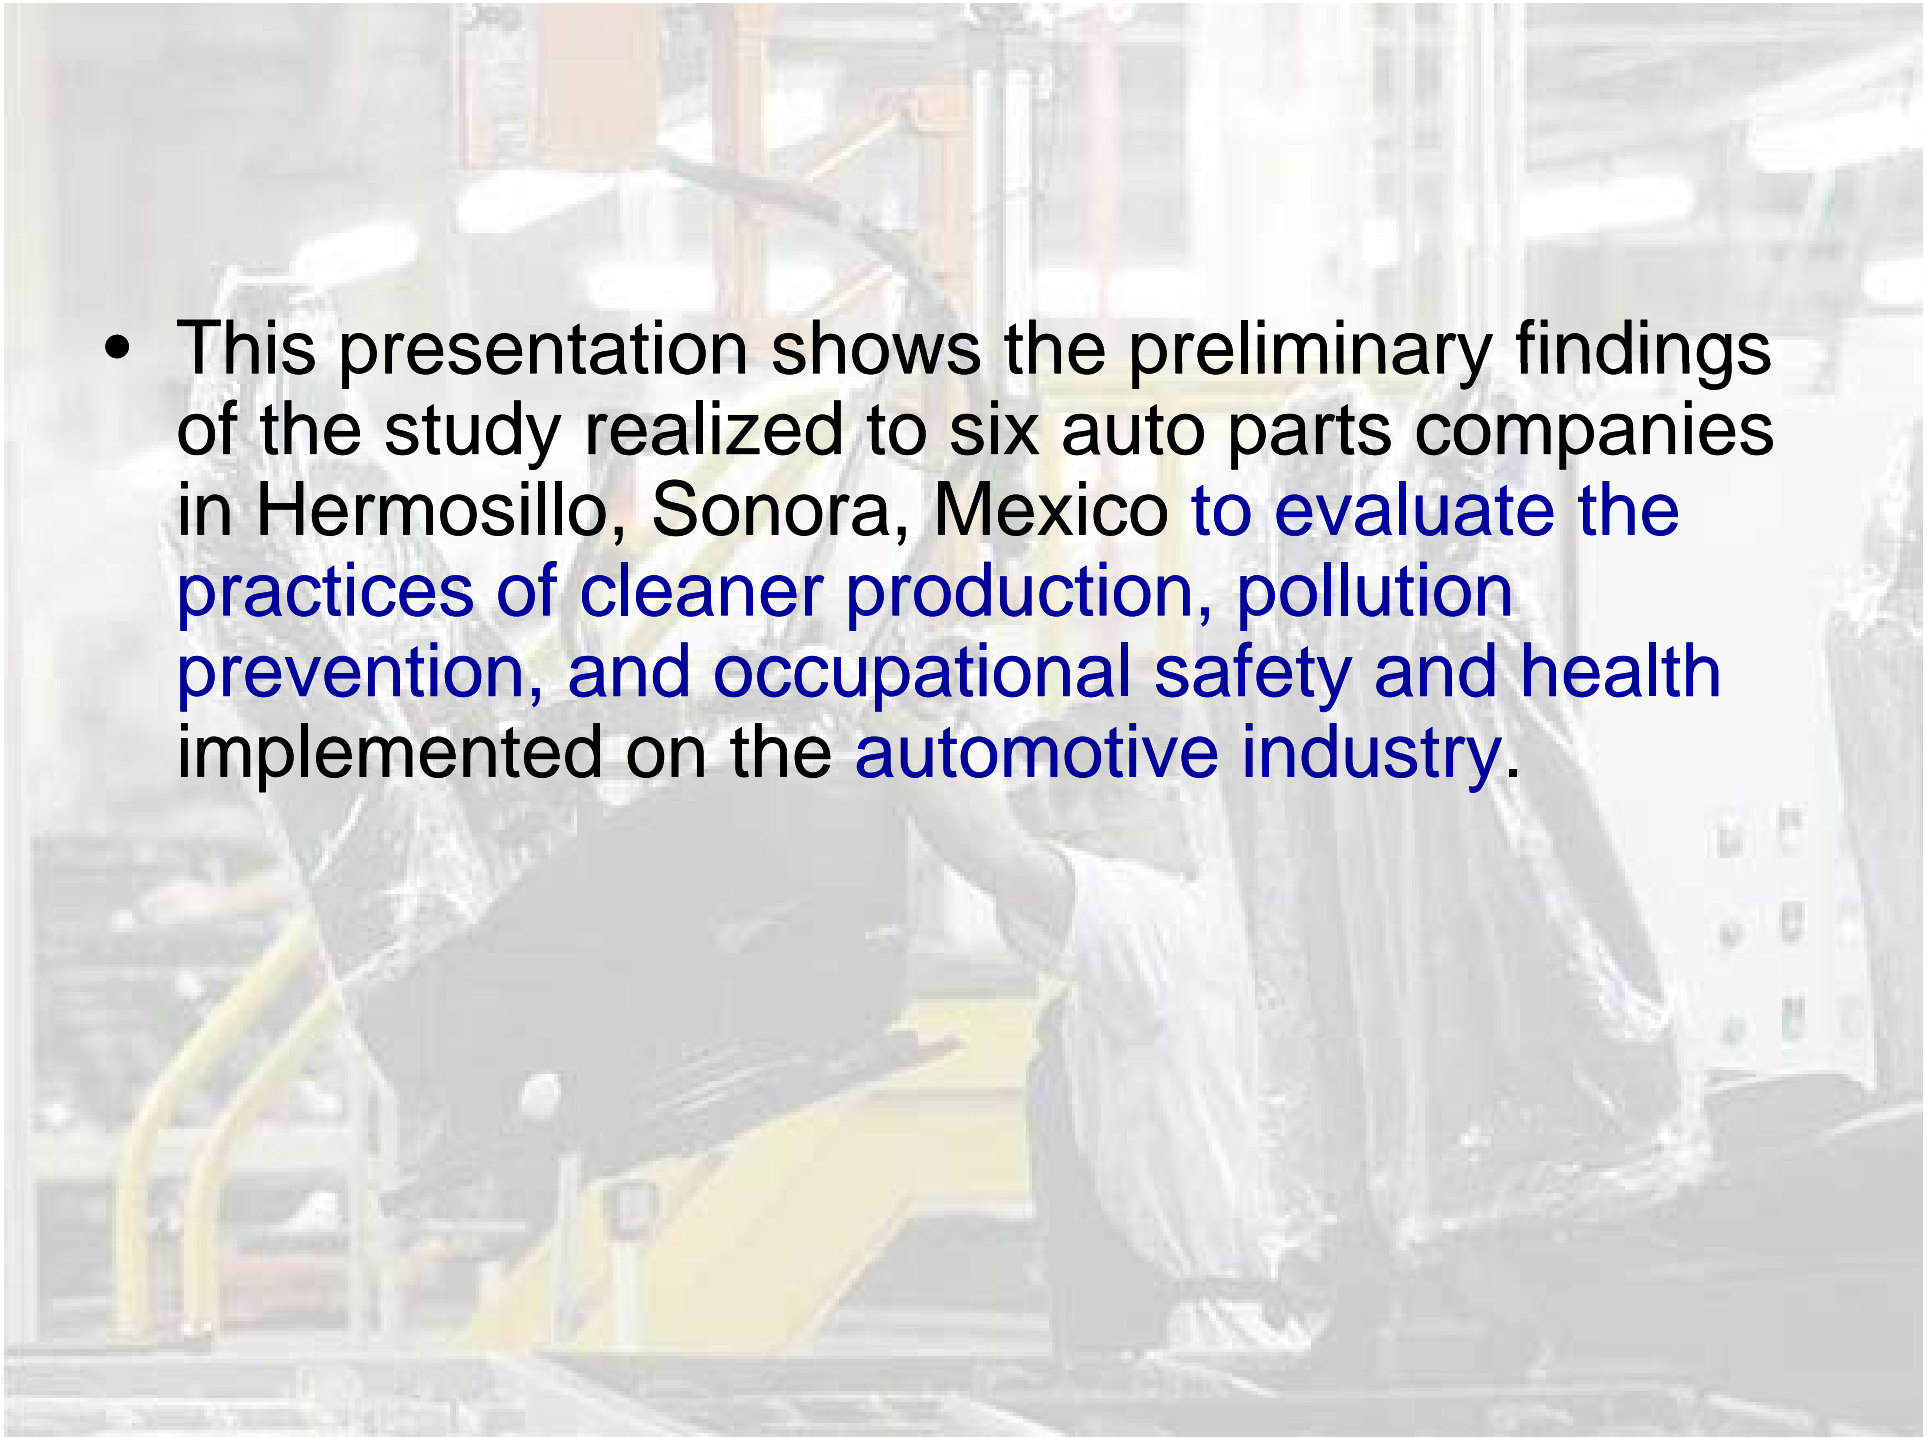 • This presentation shows the preliminary findings
of the study realized to six auto parts companies
in Hermosillo, Sonora, Mexico to evaluate the
practices of cleaner production, pollution
prevention, and occupational safety and health
implemented on the automotive industry.